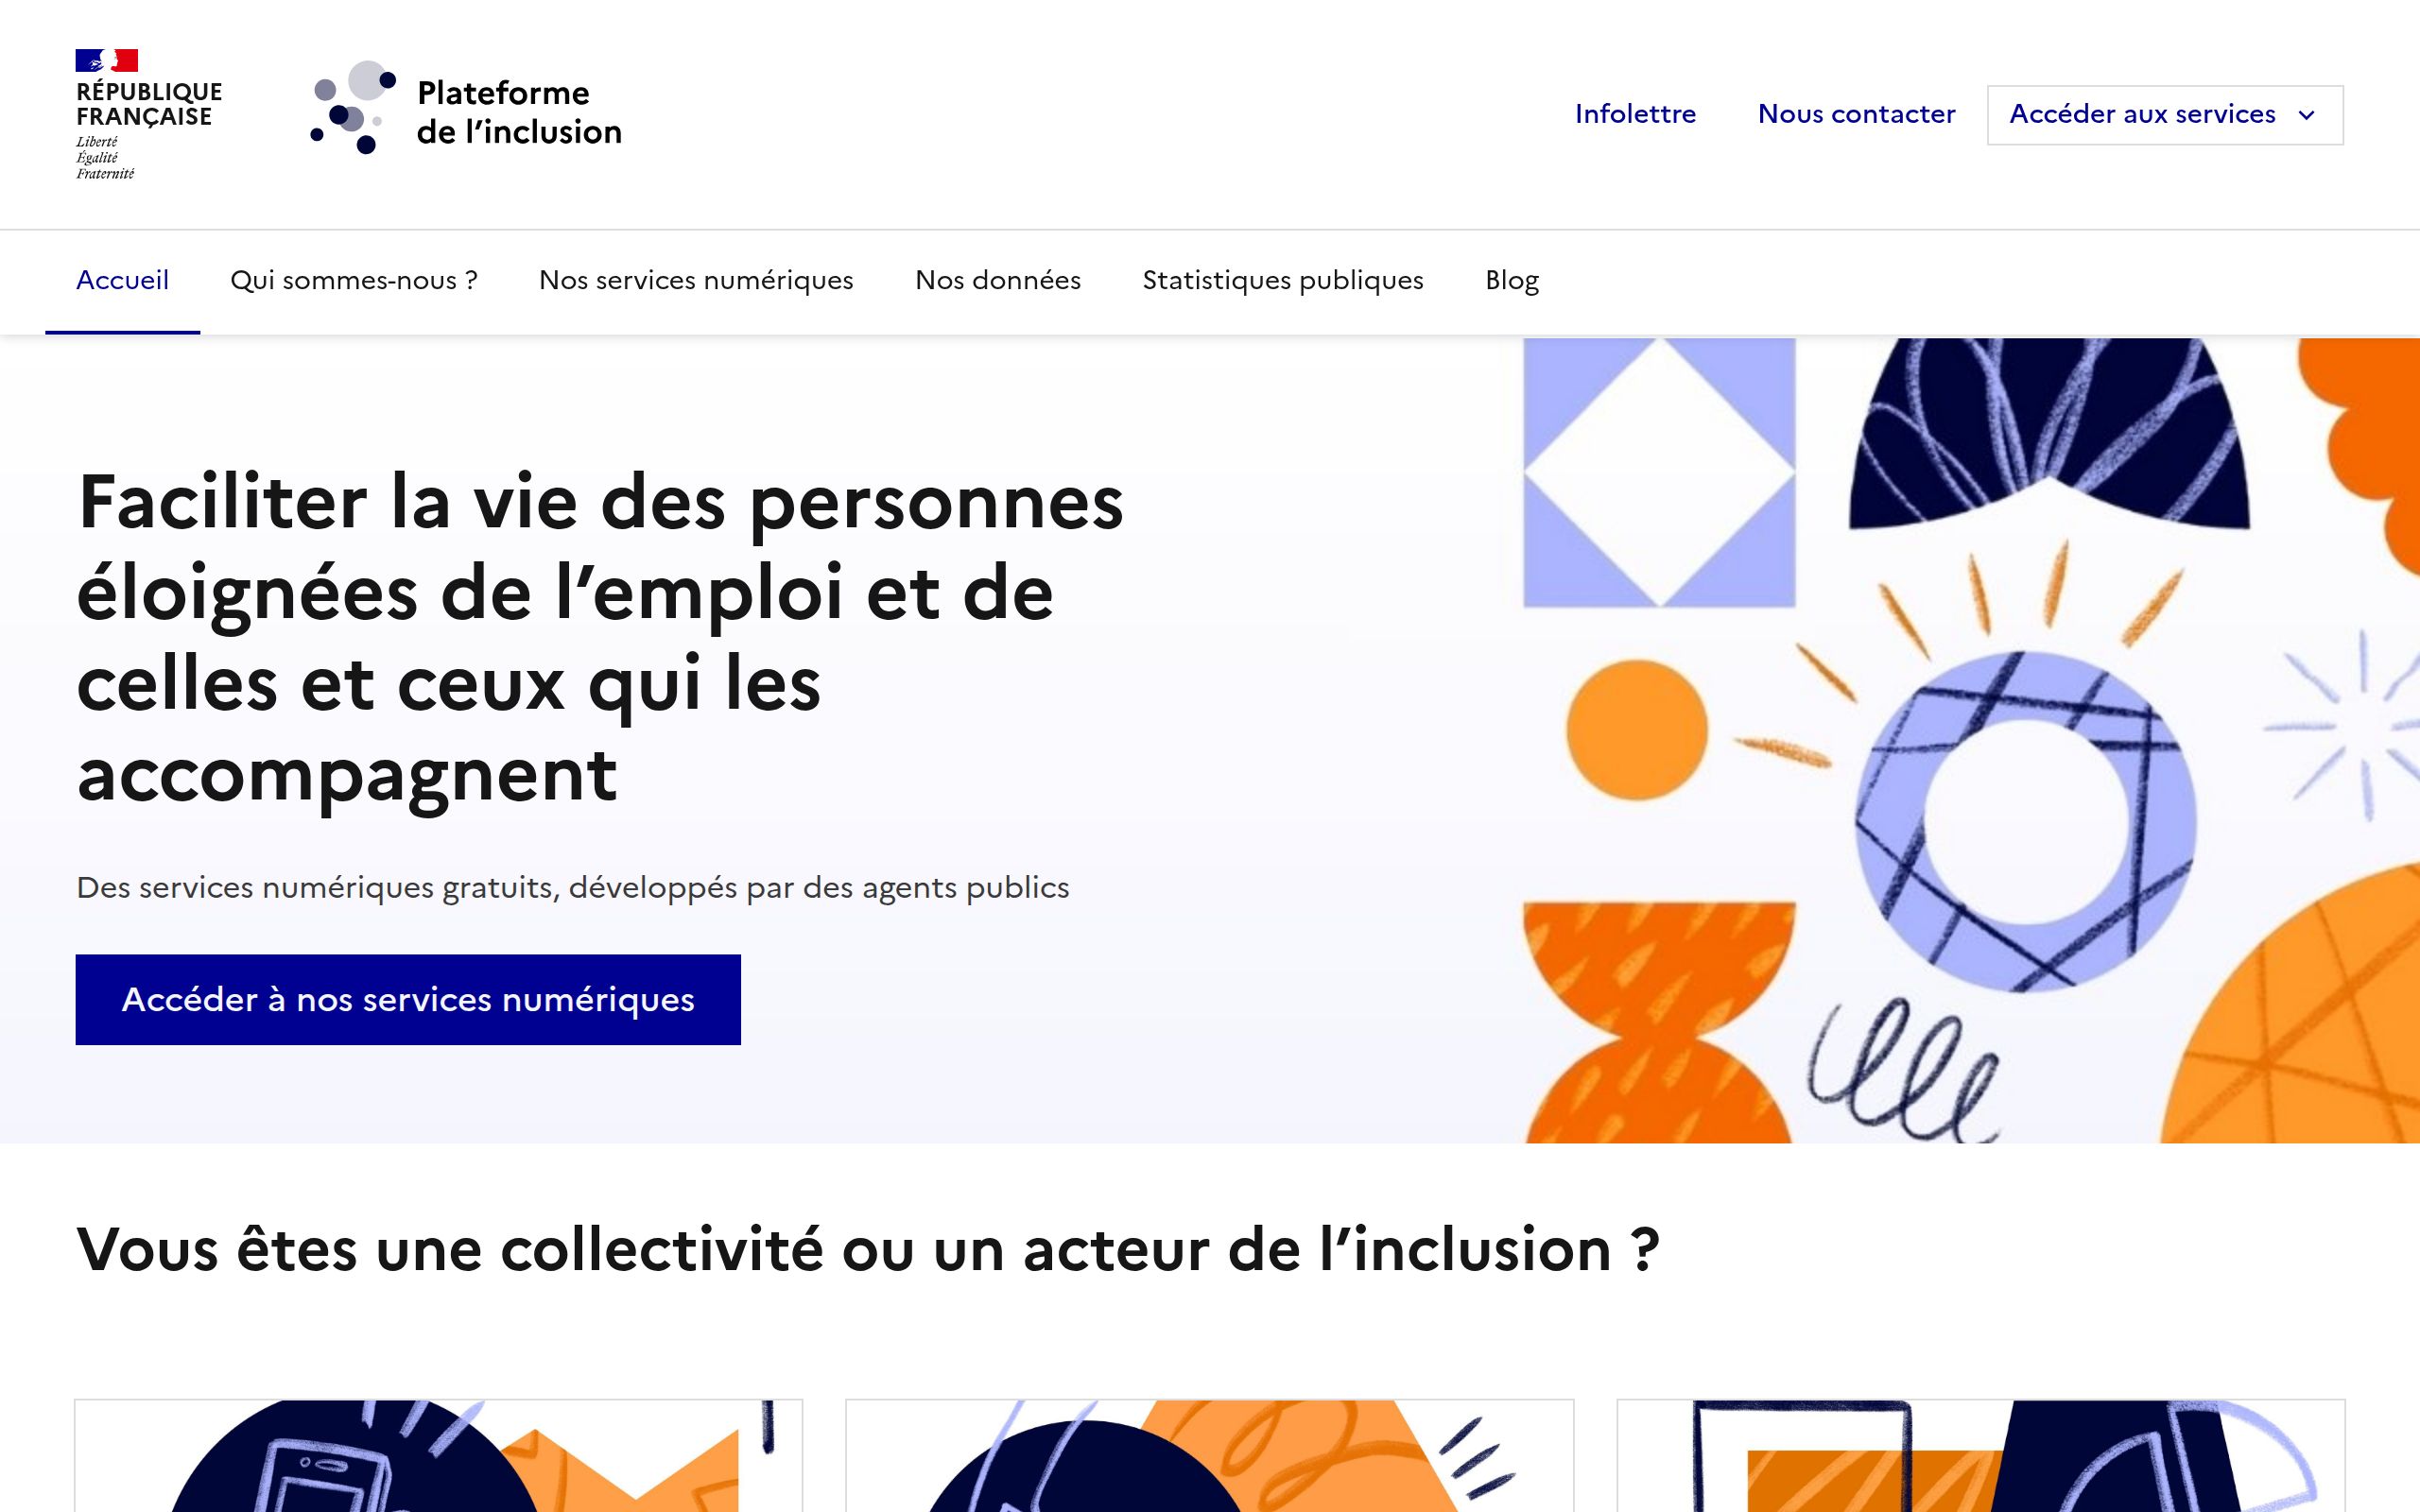 RÉPUBLIQUE
FRANÇAISE
Liberté
Égalité
Fraternité
Plateforme
de l’inclusion
Infolettre
Nous contacter
Accéder aux services
Accueil
Qui sommes-nous ?
Nos services numériques
Nos données
Statistiques publiques
Blog
Faciliter la vie des personnes
éloignées de l’emploi et de
celles et ceux qui les
accompagnent
Des services numériques gratuits, développés par des agents publics
Accéder à nos services numériques
Vous êtes une collectivité ou un acteur de l’inclusion ?